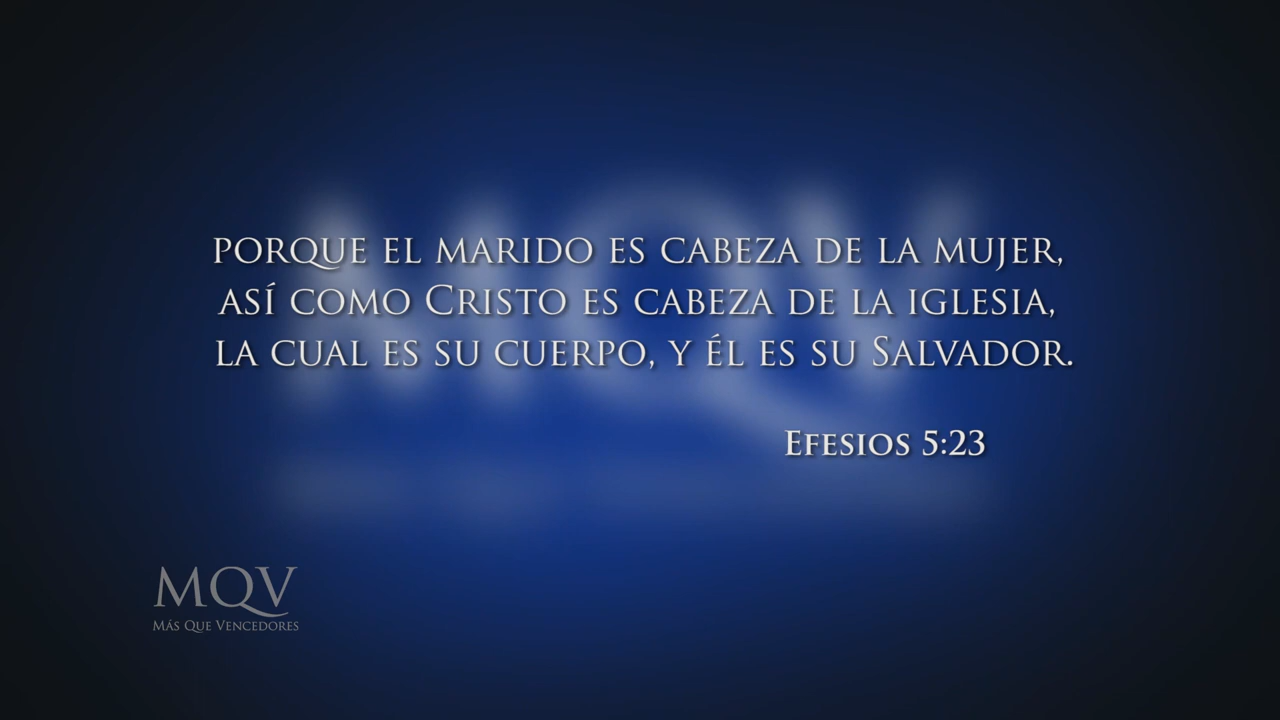 PORQUE EL MARIDO ES CABEZA DE LA MUJER,
ASÍ COMO CRISTO ES CABEZA DE LA IGLESIA,
LA CUAL ES SU CUERPO, Y ÉL ES SU SALVADOR.
EFESIOS 5:23
MQV
MÁS QUE VENCEDORES